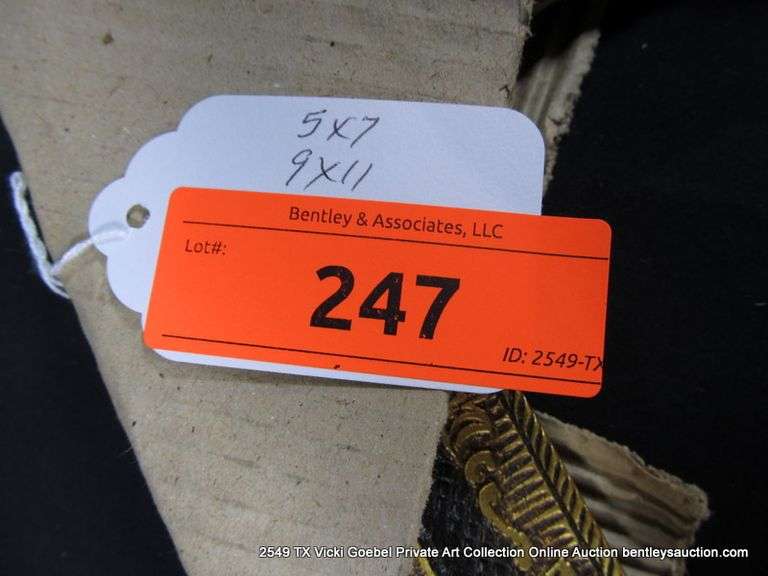 5x7
9x11
Bentley & Associates, LLC
Lot#:
247
ID: 2549-TX
2549 TX Vicki Goebel Private Art Collection Online Auction bentleysauction.com